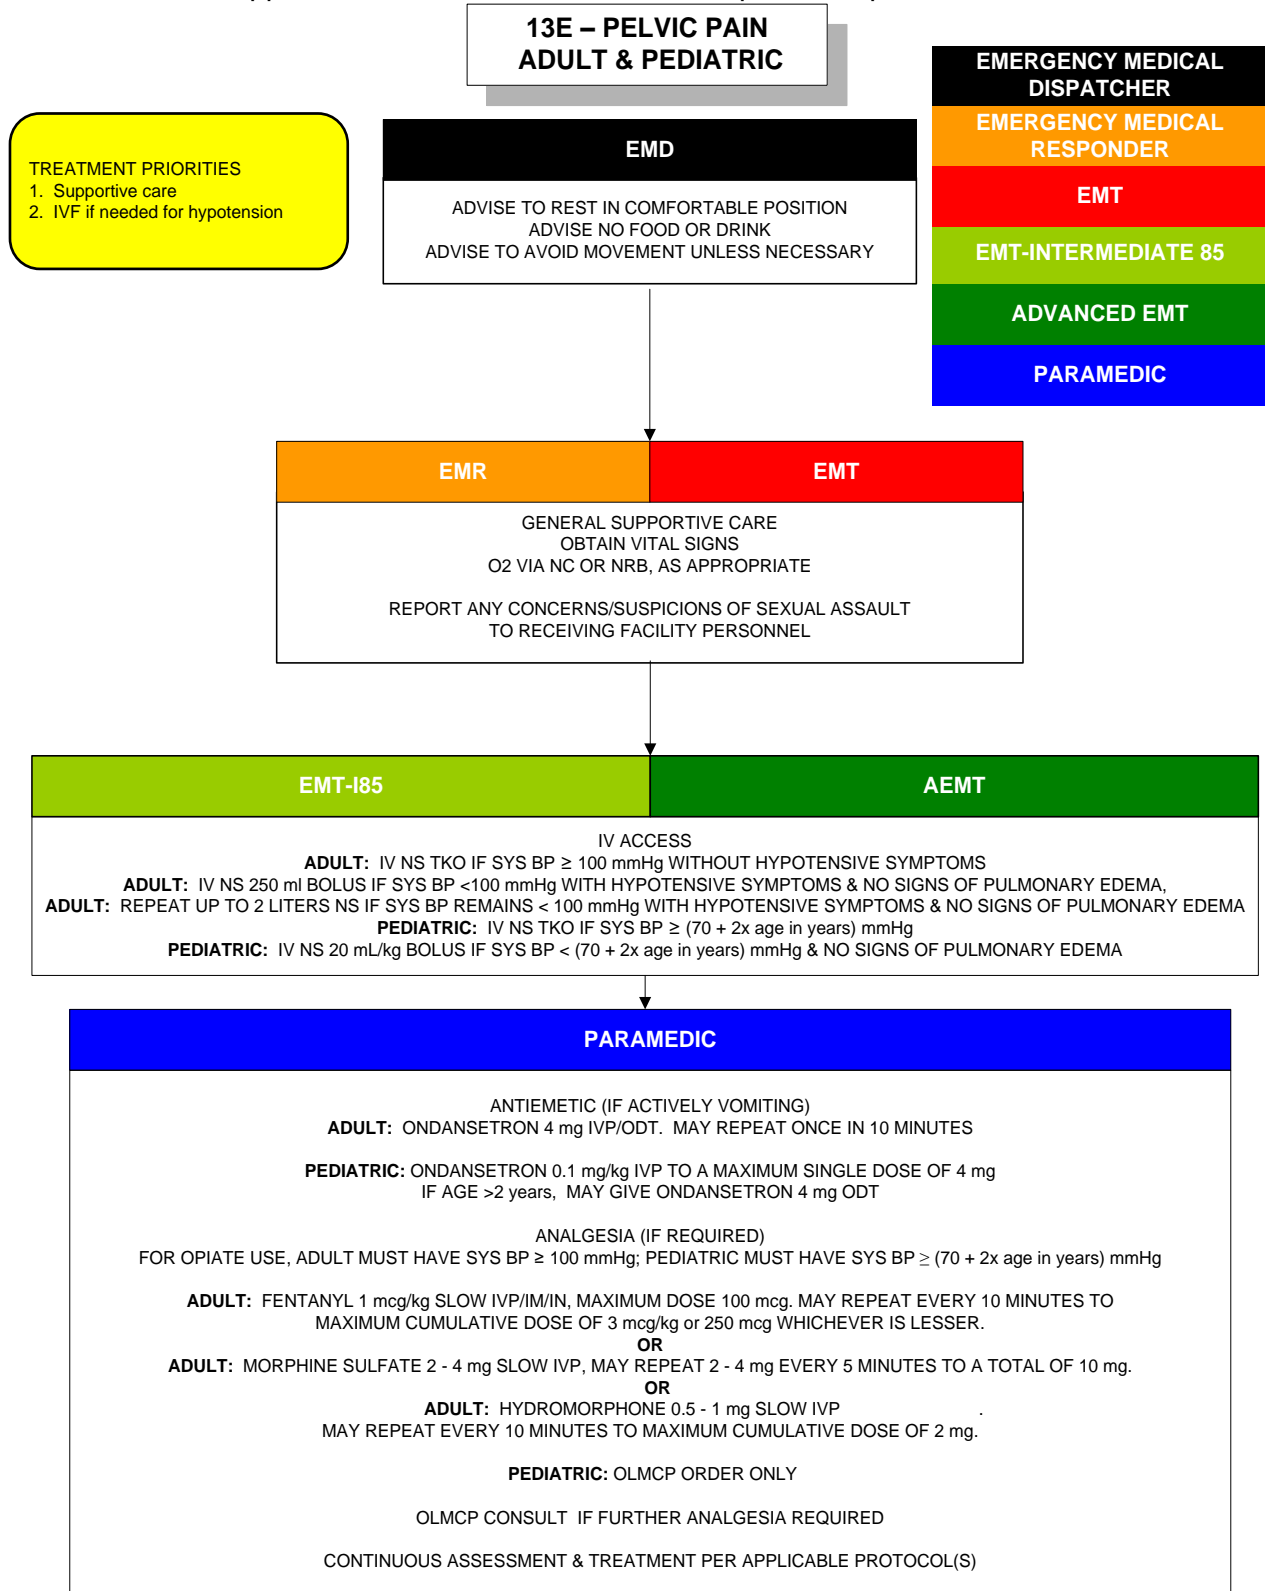 13E – PELVIC PAIN
ADULT & PEDIATRIC
EMERGENCY MEDICAL
DISPATCHER
EMERGENCY MEDICAL
RESPONDER
EMT
EMT-INTERMEDIATE 85
ADVANCED EMT
PARAMEDIC
TREATMENT PRIORITIES
1. Supportive care
2. IVF if needed for hypotension
EMD
ADVISE TO REST IN COMFORTABLE POSITION
ADVISE NO FOOD OR DRINK
ADVISE TO AVOID MOVEMENT UNLESS NECESSARY
EMR
EMT
GENERAL SUPPORTIVE CARE
OBTAIN VITAL SIGNS
O2 VIA NC OR NRB, AS APPROPRIATE
REPORT ANY CONCERNS/SUSPICIONS OF SEXUAL ASSAULT
TO RECEIVING FACILITY PERSONNEL
EMT-I85
AEMT
IV ACCESS
ADULT: IV NS TKO IF SYS BP ≥ 100 mmHg WITHOUT HYPOTENSIVE SYMPTOMS
ADULT: IV NS 250 ml BOLUS IF SYS BP <100 mmHg WITH HYPOTENSIVE SYMPTOMS & NO SIGNS OF PULMONARY EDEMA,
ADULT: REPEAT UP TO 2 LITERS NS IF SYS BP REMAINS < 100 mmHg WITH HYPOTENSIVE SYMPTOMS & NO SIGNS OF PULMONARY EDEMA
PEDIATRIC: IV NS TKO IF SYS BP ≥ (70 + 2x age in years) mmHg
PEDIATRIC: IV NS 20 mL/kg BOLUS IF SYS BP < (70 + 2x age in years) mmHg & NO SIGNS OF PULMONARY EDEMA
PARAMEDIC
ANTIEMETIC (IF ACTIVELY VOMITING)
ADULT: ONDANSETRON 4 mg IVP/ODT. MAY REPEAT ONCE IN 10 MINUTES
PEDIATRIC: ONDANSETRON 0.1 mg/kg IVP TO A MAXIMUM SINGLE DOSE OF 4 mg
IF AGE >2 years, MAY GIVE ONDANSETRON 4 mg ODT
ANALGESIA (IF REQUIRED)
FOR OPIATE USE, ADULT MUST HAVE SYS BP ≥ 100 mmHg; PEDIATRIC MUST HAVE SYS BP ≥ (70 + 2x age in years) mmHg
ADULT: FENTANYL 1 mcg/kg SLOW IVP/IM/IN, MAXIMUM DOSE 100 mcg. MAY REPEAT EVERY 10 MINUTES TO
MAXIMUM CUMULATIVE DOSE OF 3 mcg/kg or 250 mcg WHICHEVER IS LESSER.
OR
ADULT: MORPHINE SULFATE 2 - 4 mg SLOW IVP, MAY REPEAT 2 - 4 mg EVERY 5 MINUTES TO A TOTAL OF 10 mg.
OR
ADULT: HYDROMORPHONE 0.5 - 1 mg SLOW IVP .
MAY REPEAT EVERY 10 MINUTES TO MAXIMUM CUMULATIVE DOSE OF 2 mg.
PEDIATRIC: OLMCP ORDER ONLY
OLMCP CONSULT IF FURTHER ANALGESIA REQUIRED
CONTINUOUS ASSESSMENT & TREATMENT PER APPLICABLE PROTOCOL(S)